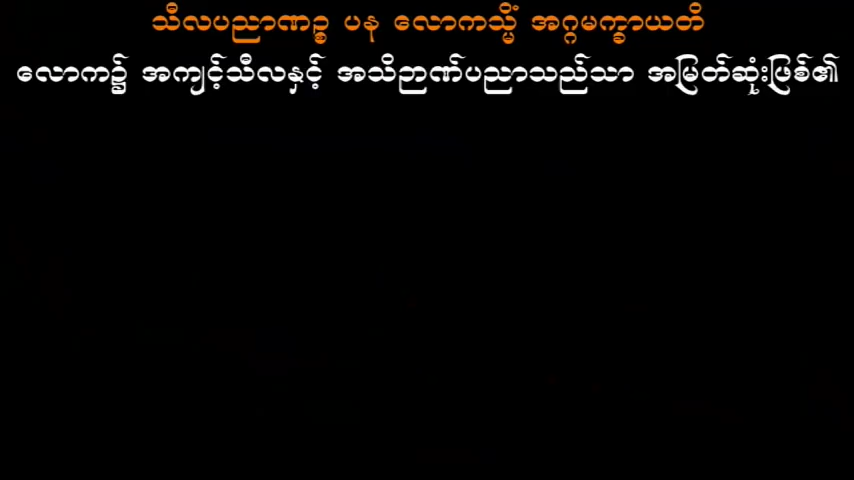 သီလပညာဏဉ္စ ပန လောကသ္မိံ အဂ္ဂမက္ခာယတိ
လောက၌ အကျင့်သီလနှင့် အသိဉာဏ်ပညာသည်သာ အမြတ်ဆုံးဖြစ်၏